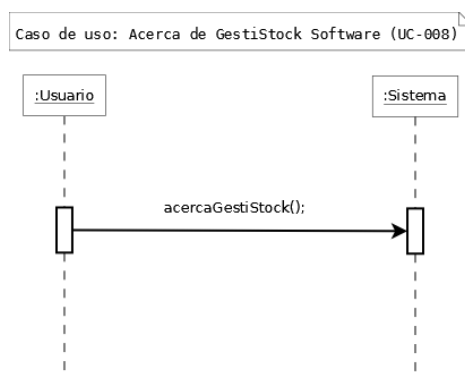 Caso de uso: Acerca de GestiStock Software (UC-008)
:Usuario
:Sistema
acercaGestiStock();